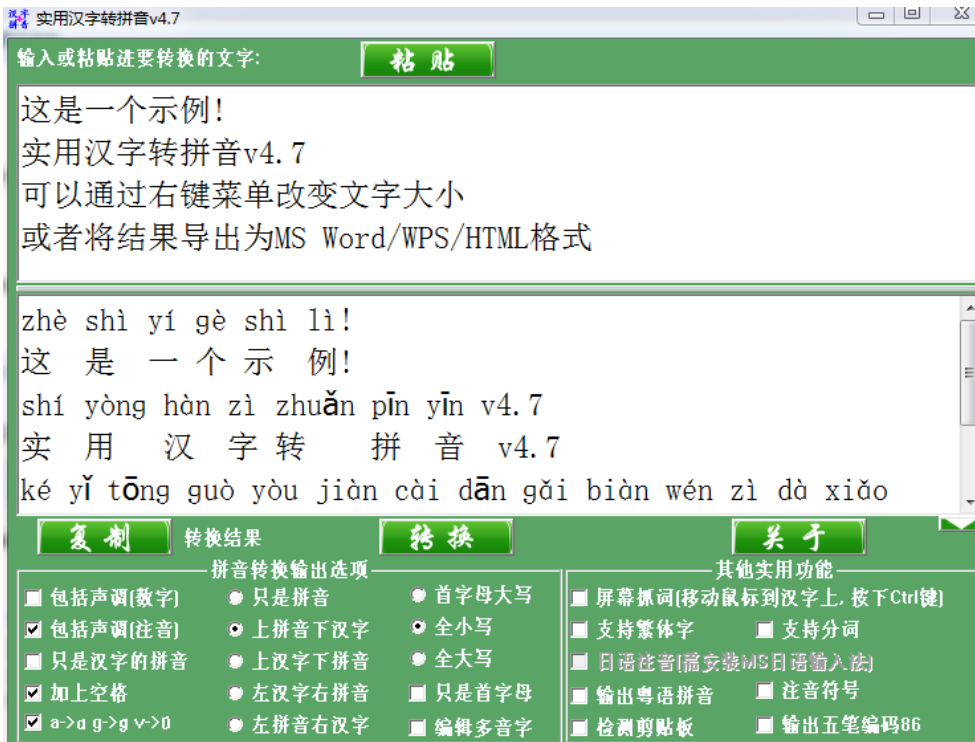 汉字
拼音
实用汉字转拼音v4.7
输入或粘贴进要转换的文字:
粘 贴
这是一个示例!
实用汉字转拼音v4.7
可以通过右键菜单改变文字大小
或者将结果导出为MS Word/WPS/HTML格式
zhè shì yí gè shì lì!
这 是 一 个 示 例!
shí yòng hàn zì zhuǎn pīn yīn v4.7
实 用 汉 字 转 拼 音 v4.7
ké yǐ tōng guò yòu jiàn cài dān gǎi biàn wén zì dà xiǎo
复 制
转换结果
转 换
关 于
拼音转换输出选项
包括声调(数字)
包括声调(注音)
只是汉字的拼音
加上空格
a->ɑ g->ɡ v->ü
只是拼音
上拼音下汉字
上汉字下拼音
左汉字右拼音
左拼音右汉字
首字母大写
全小写
全大写
只是首字母
编辑多音字
其他实用功能
屏幕抓词(移动鼠标到汉字上,按下Ctrl键)
支持繁体字
支持分词
日语注音(需安装MS日语输入法)
输出粤语拼音
注音符号
检测剪贴板
输出五笔编码86